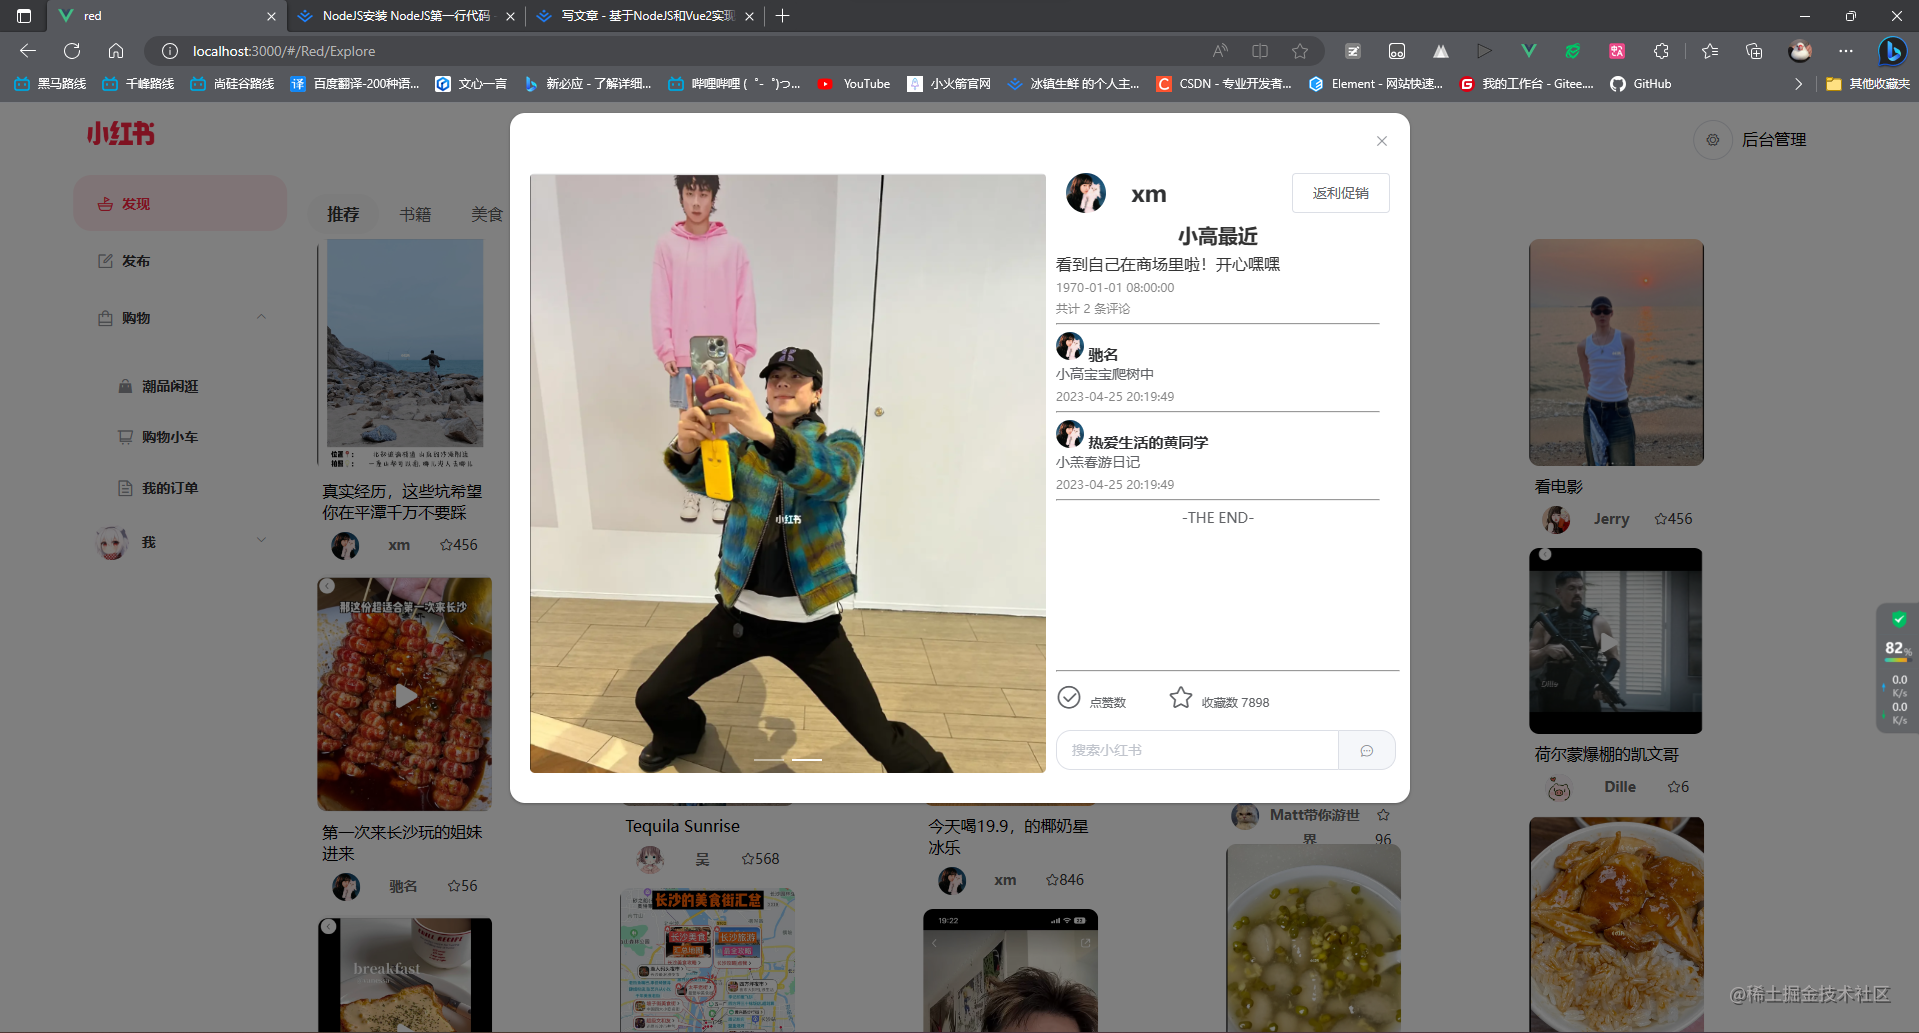 red
NodeJS安装 NodeJS第一行代码 -
写文章 - 基于NodeJS和Vue2实现
localhost:3000/#/Red/Explore
黑马路线
千峰路线
尚硅谷路线
译 百度翻译-200种语...
文心一言
新必应 - 了解详细...
哔哩哔哩 ( ゜- ゜)つ...
YouTube
小火箭官网
冰镇生鲜 的个人主...
C CSDN - 专业开发者...
Element - 网站快速...
G 我的工作台 - Gitee....
GitHub
其他收藏夹
小红书
后台管理
发现
发布
购物
潮品闲逛
购物小车
我的订单
我
推荐
书籍
美食
真实经历，这些坑希望
你在平潭千万不要踩
xm
456
那这份超适合第一次来长沙
第一次来长沙玩的姐妹
进来
驰名
56
breakfast
小红书
xm
返利促销
小高最近
看到自己在商场里啦！开心嘿嘿
1970-01-01 08:00:00
共计 2 条评论
驰名
小高宝宝爬树中
2023-04-25 20:19:49
热爱生活的黄同学
小羔春游日记
2023-04-25 20:19:49
-THE END-
点赞数
收藏数 7898
搜索小红书
Tequila Sunrise
吴
568
长沙的美食街汇总
长沙美食
长沙旅游
今天喝19.9，的椰奶星
冰乐
xm
846
19:22
Matt带你游世
界
96
看电影
Jerry
456
Dille
荷尔蒙爆棚的凯文哥
Dille
6
82%
0.0
K/s
0.0
K/s
@稀土掘金技术社区